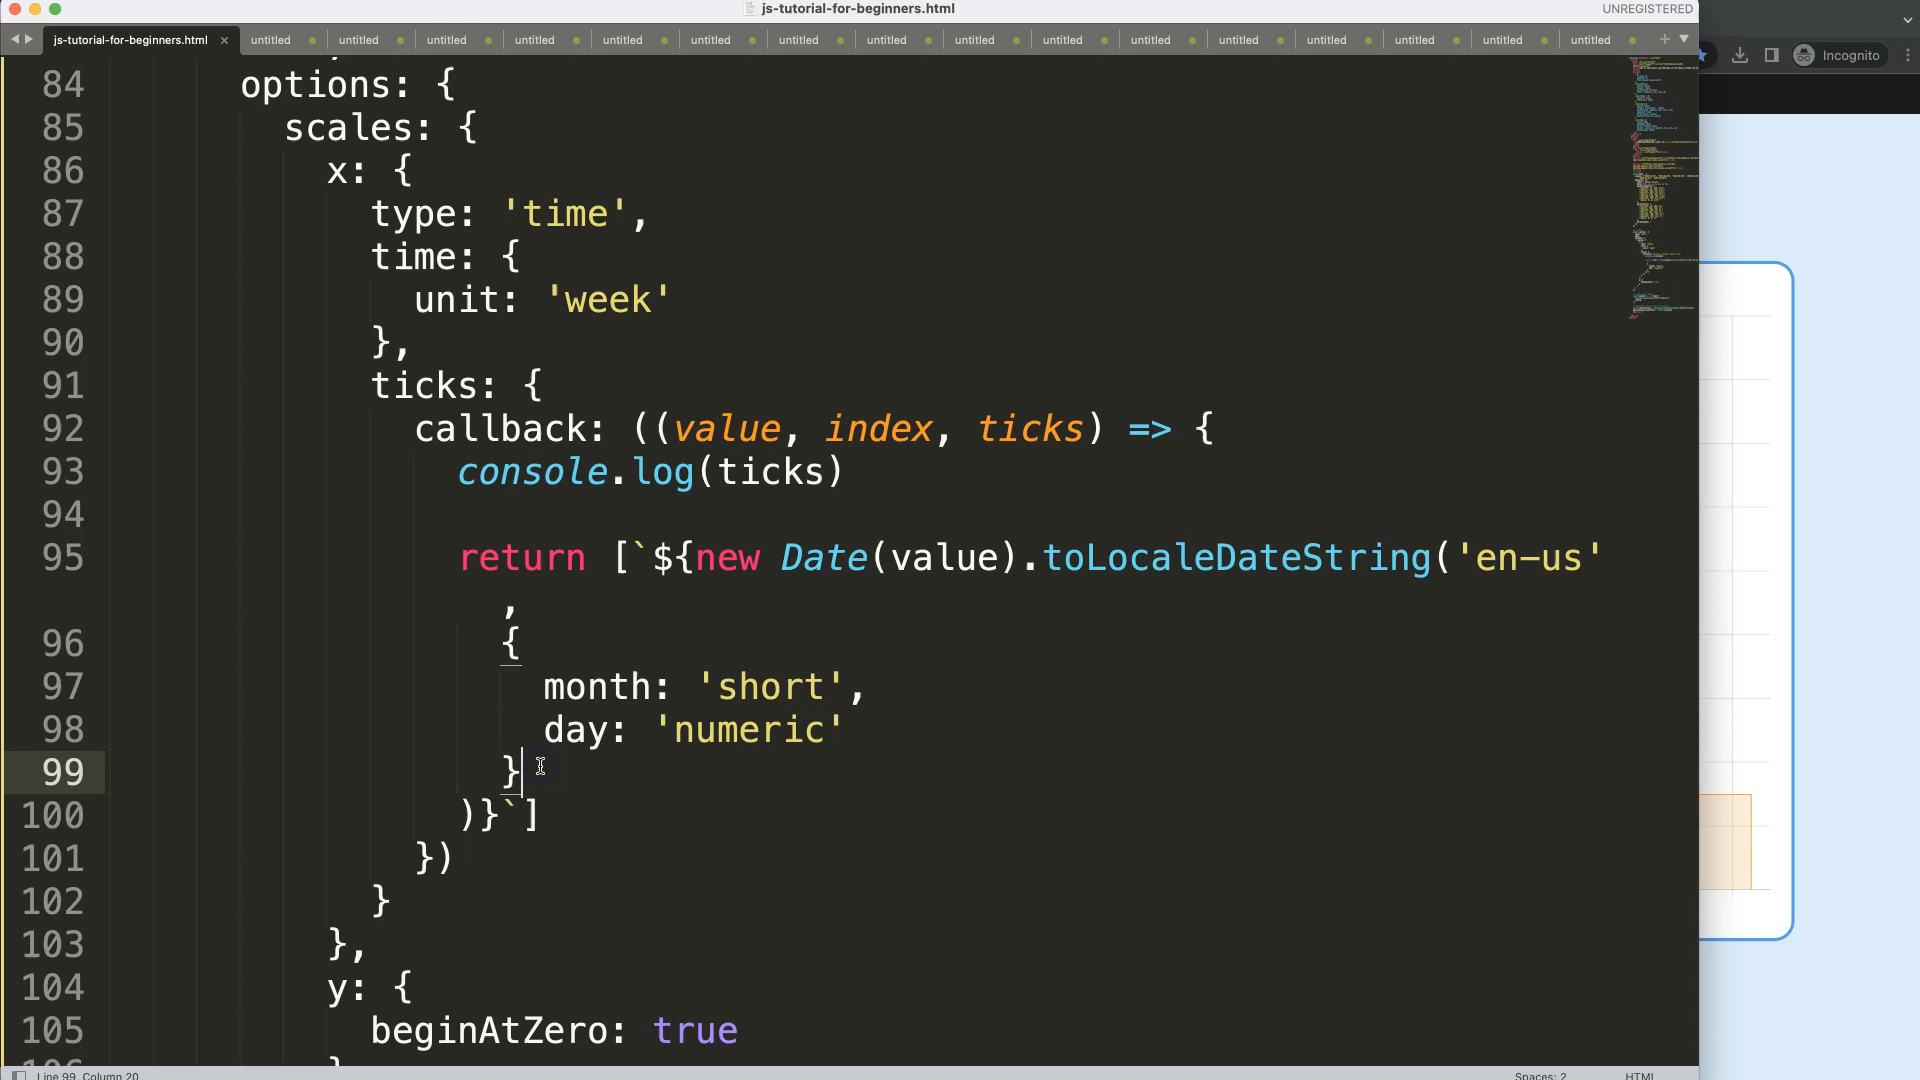 js-tutorial-for-beginners.html
UNREGISTERED
js-tutorial-for-beginners.html × untitled untitled untitled untitled untitled untitled untitled untitled untitled untitled untitled untitled untitled untitled untitled untitled
Incognito
84 options: {
85 scales: {
86 x: {
87 type: 'time',
88 time: {
89 unit: 'week'
90 },
91 ticks: {
92 callback: ((value, index, ticks) => {
93 console.log(ticks)
94
95 return [`${new Date(value).toLocaleDateString('en-us'
,
96 {
97 month: 'short',
98 day: 'numeric'
99 }
100 )}`]
101 })
102 }
103 },
104 y: {
105 beginAtZero: true
106 }
Line 99, Column 20
Spaces: 2
HTML